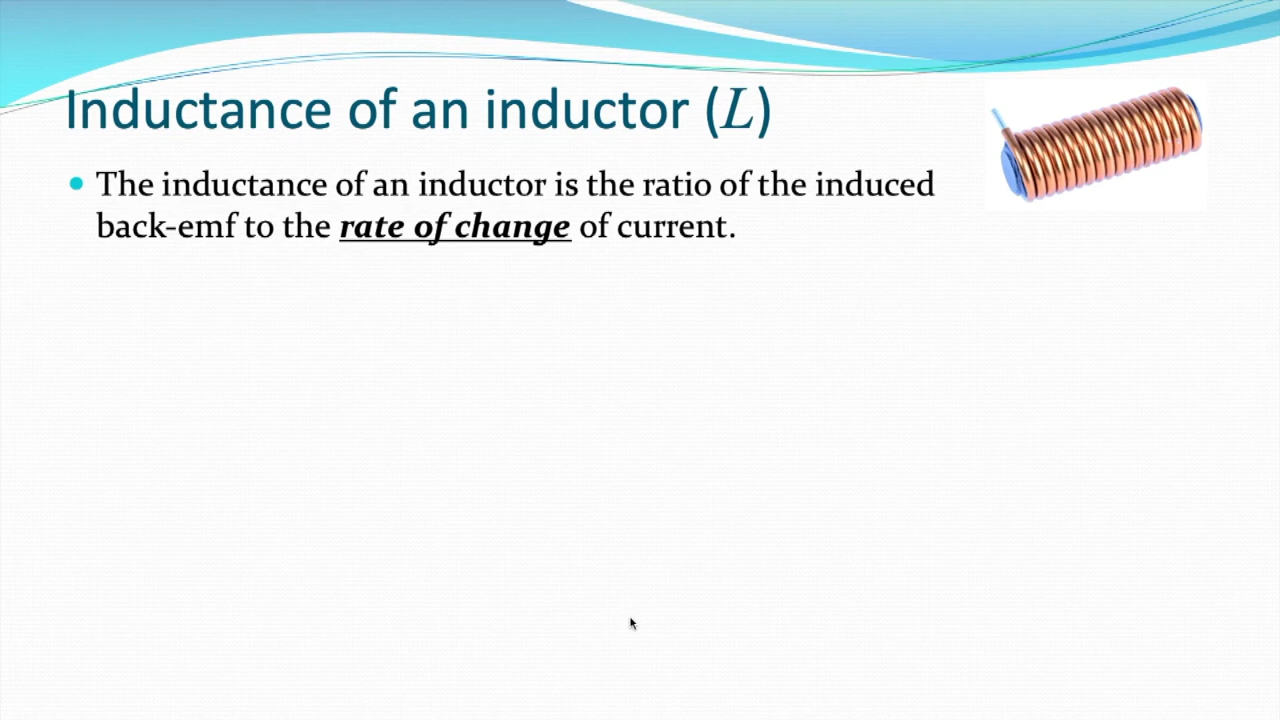 Inductance of an inductor (L)
• The inductance of an inductor is the ratio of the induced
back-emf to the rate of change of current.